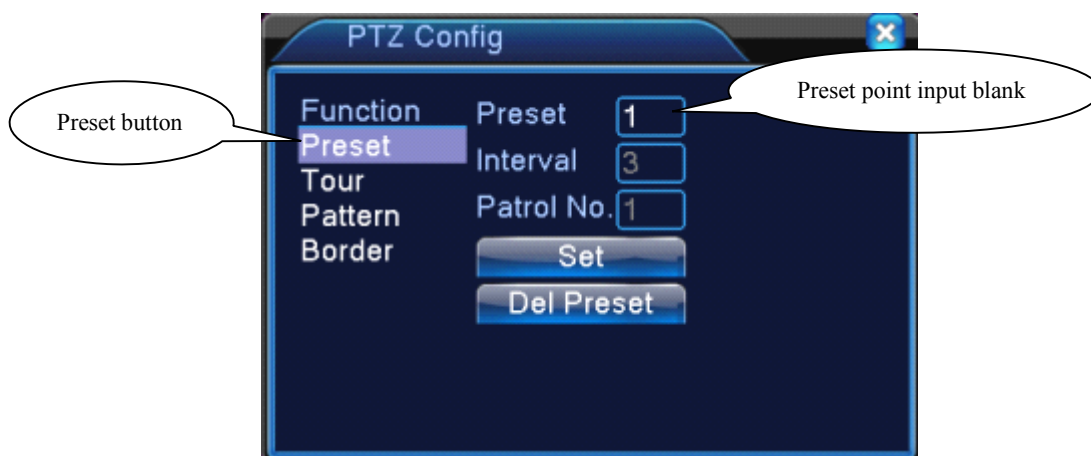 PTZ Config
Preset button
Preset point input blank
Function
Preset
Tour
Pattern
Border
Preset 1
Interval 3
Patrol No. 1
Set
Del Preset